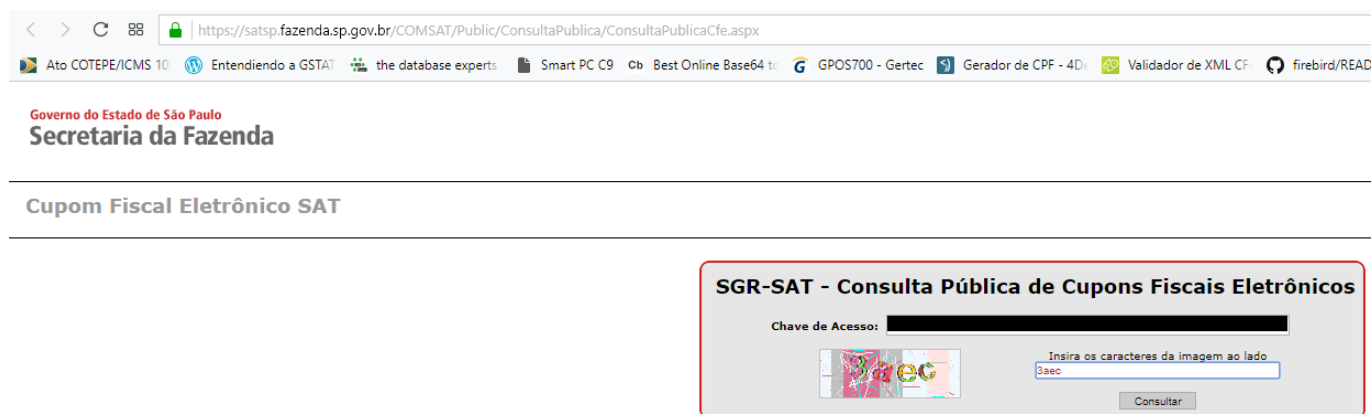 https://satsp.fazenda.sp.gov.br/COMSAT/Public/ConsultaPublica/ConsultaPublicaCfe.aspx
Ato COTEPE/ICMS 10 Entendiendo a GSTAT the database experts Smart PC C9 Cb Best Online Base64 to G GPOS700 - Gertec Gerador de CPF - 4De Validador de XML CF- firebird/READ
Governo do Estado de São Paulo
Secretaria da Fazenda
Cupom Fiscal Eletrônico SAT
SGR-SAT - Consulta Pública de Cupons Fiscais Eletrônicos
Chave de Acesso:
3aec
Insira os caracteres da imagem ao lado
3aec
Consultar